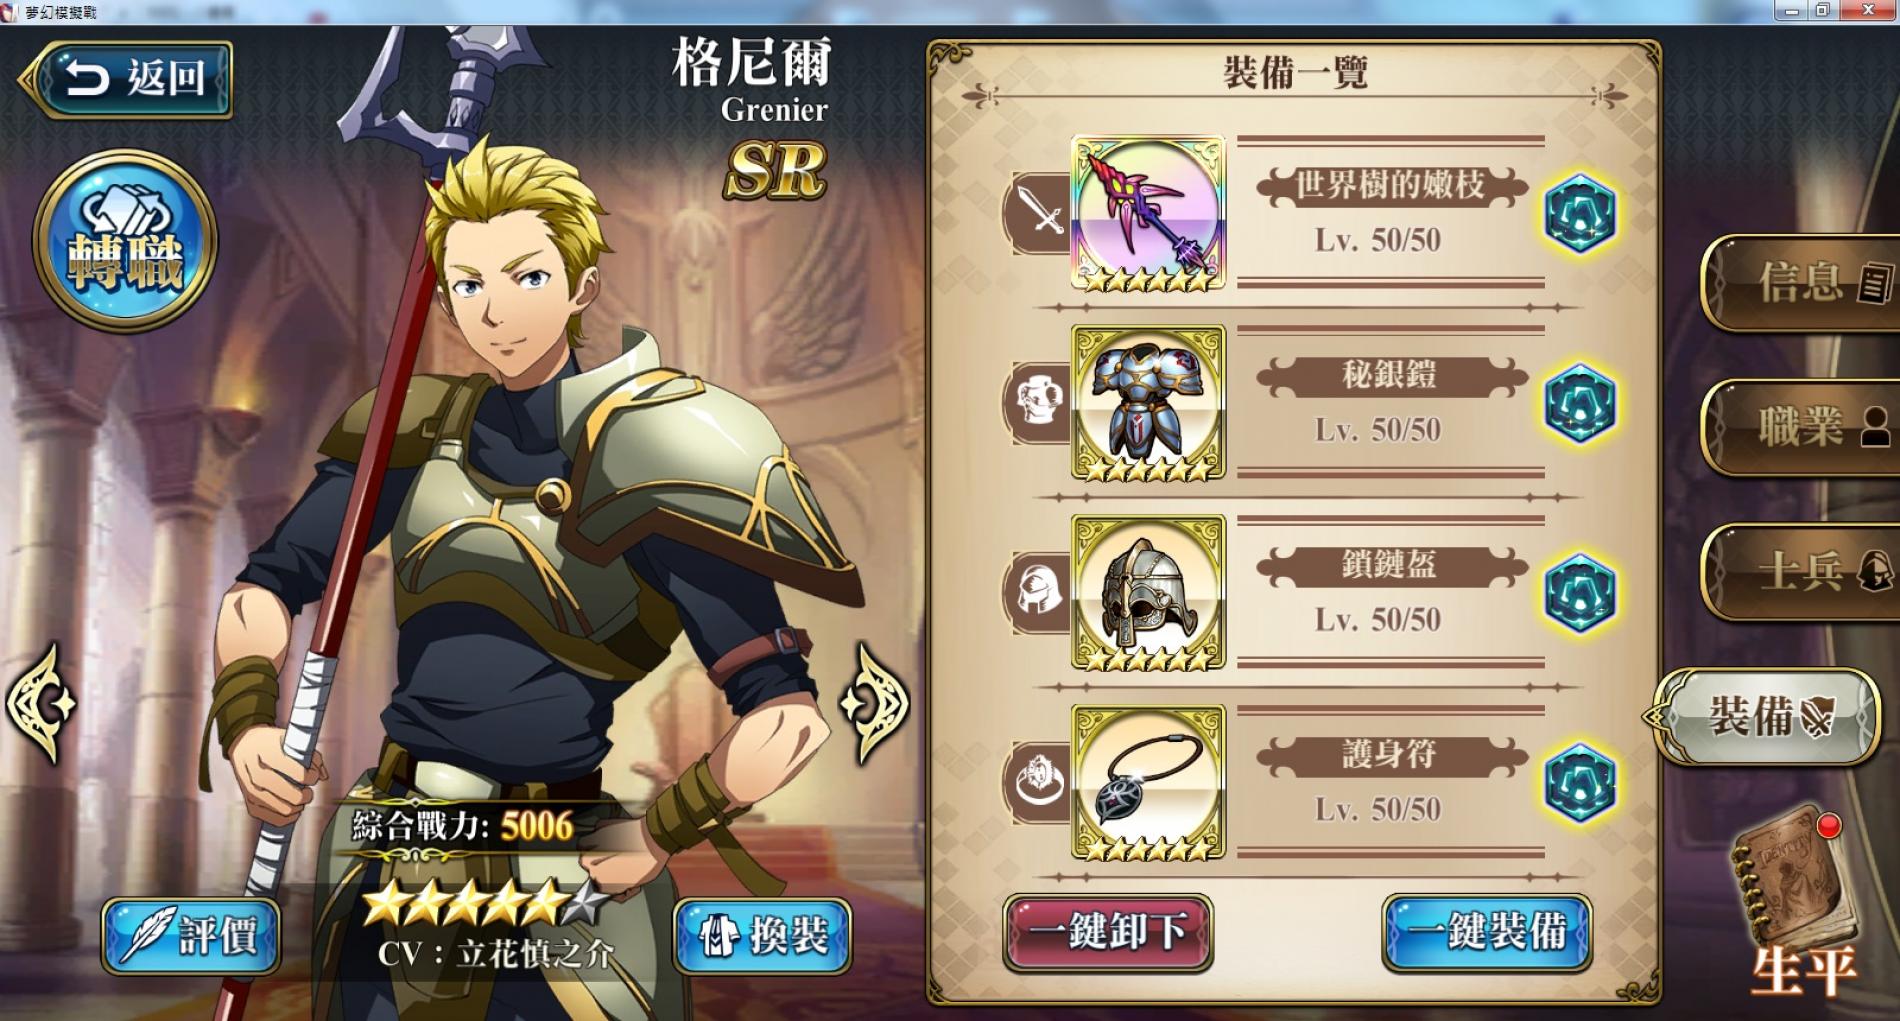 夢幻模擬戰
返回
轉職
格尼爾
Grenier
SR
綜合戰力: 5006
CV：立花慎之介
評價
換裝
裝備一覽
世界樹的嫩枝
Lv. 50/50
秘銀鎧
Lv. 50/50
鎖鏈盔
Lv. 50/50
護身符
Lv. 50/50
一鍵卸下
一鍵裝備
信息
職業
士兵
裝備
生平